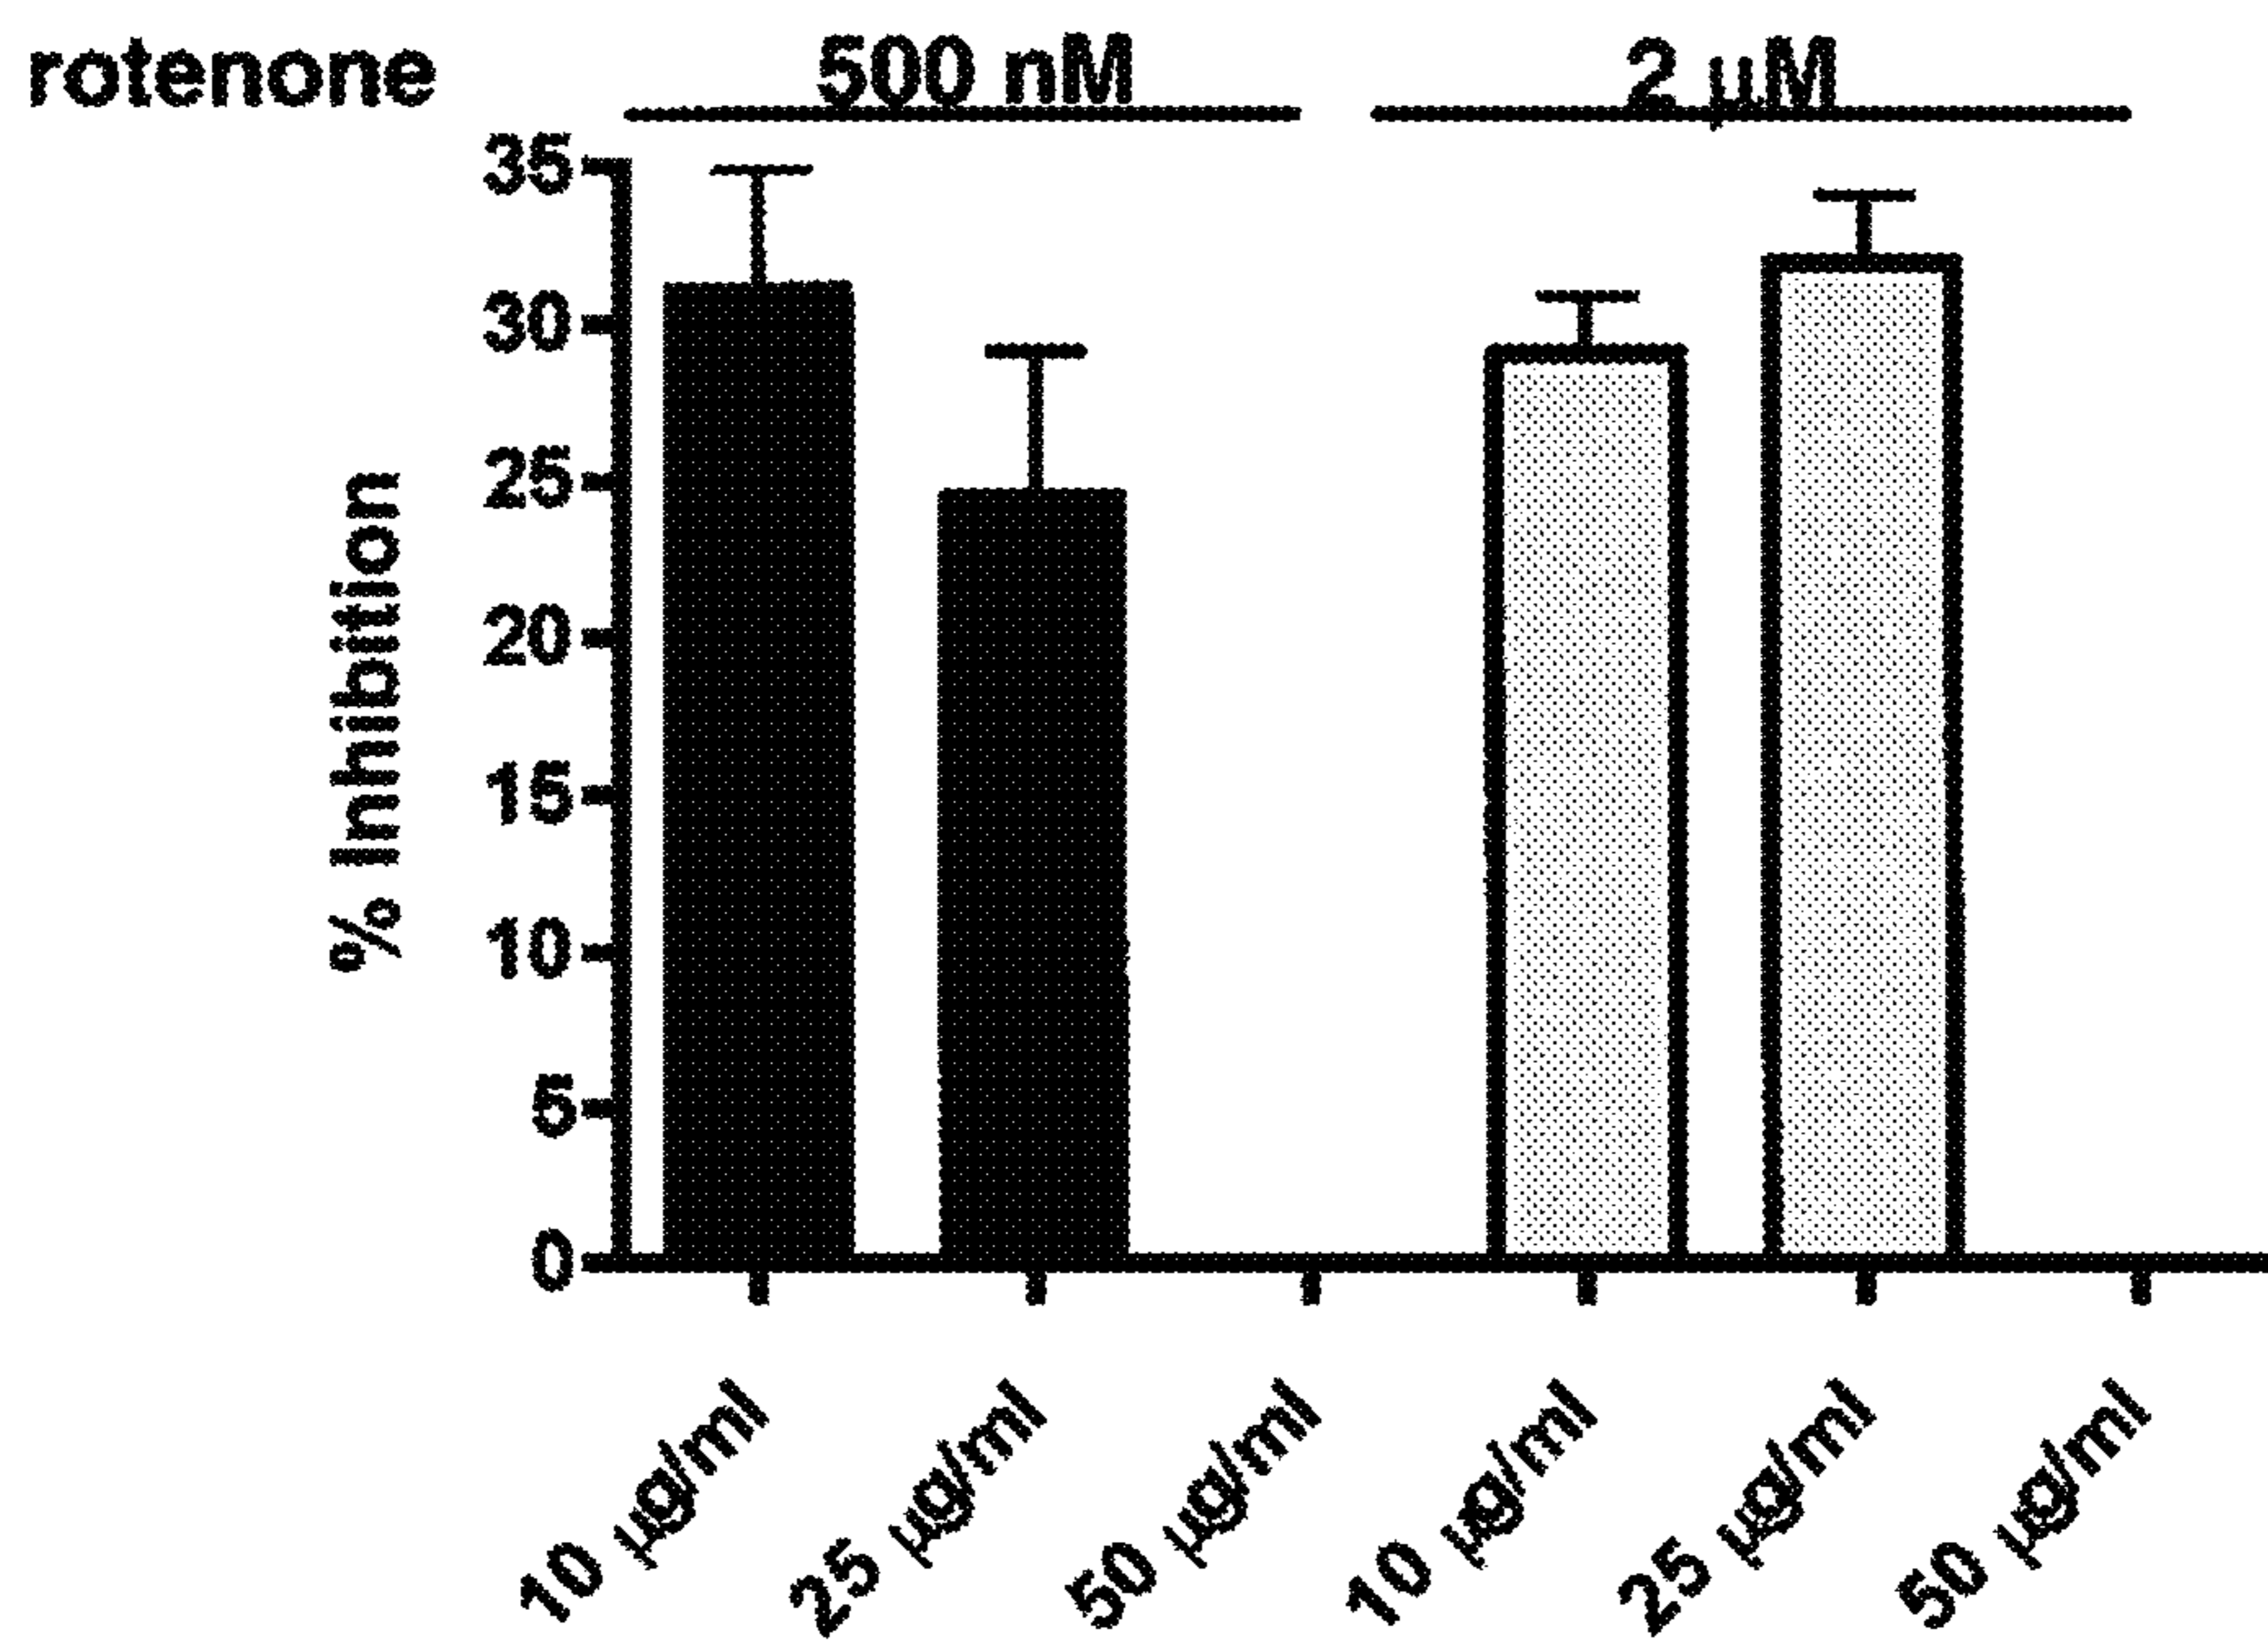 rotenone 500 nM 2 µM
35
30
25
20
15
10
5
0
% Inhibition
10 µg/ml
25 µg/ml
50 µg/ml
10 µg/ml
25 µg/ml
50 µg/ml